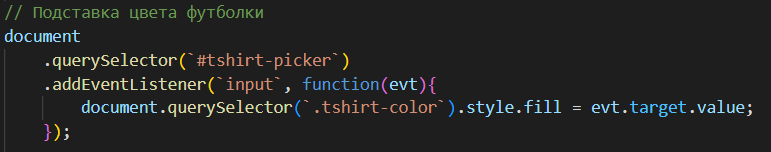 // Подставка цвета футболки
document
    .querySelector(`#tshirt-picker`)
    .addEventListener(`input`, function(evt){
        document.querySelector(`.tshirt-color`).style.fill = evt.target.value;
    });